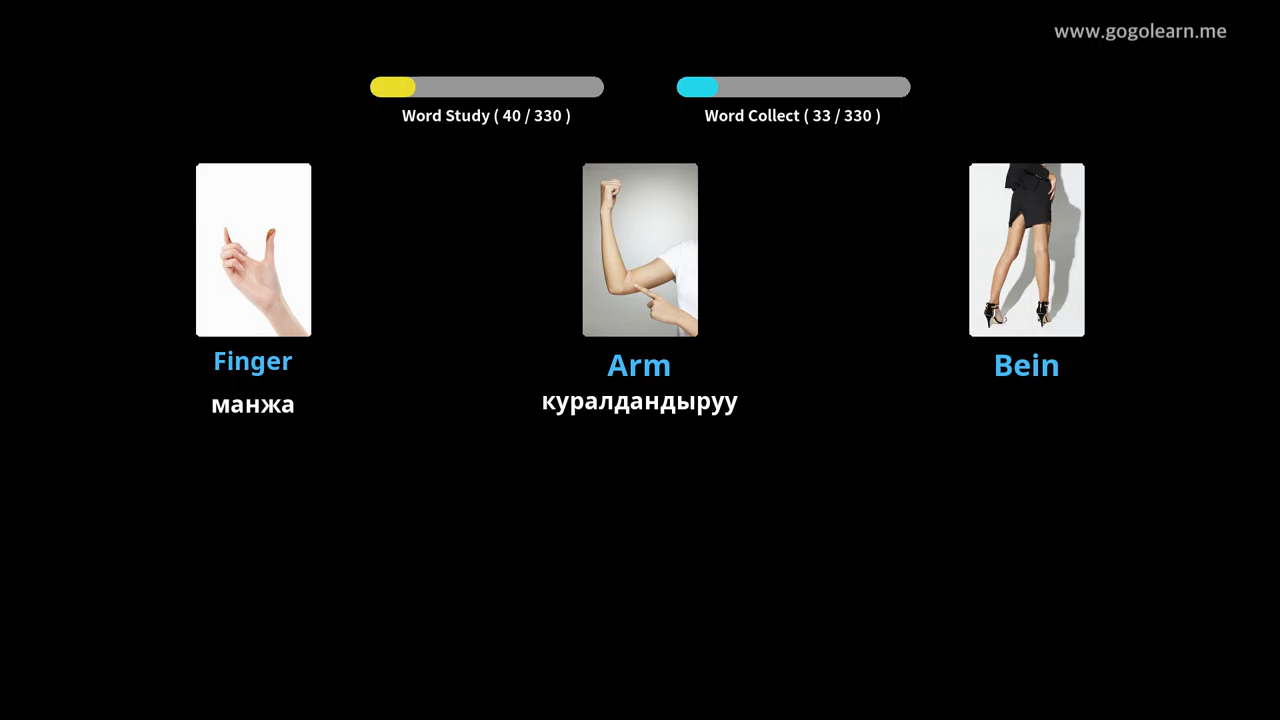 www.gogolearn.me
Word Study ( 40 / 330 )
Word Collect ( 33 / 330 )
Finger
Arm
Bein
манжа
куралдандыруу